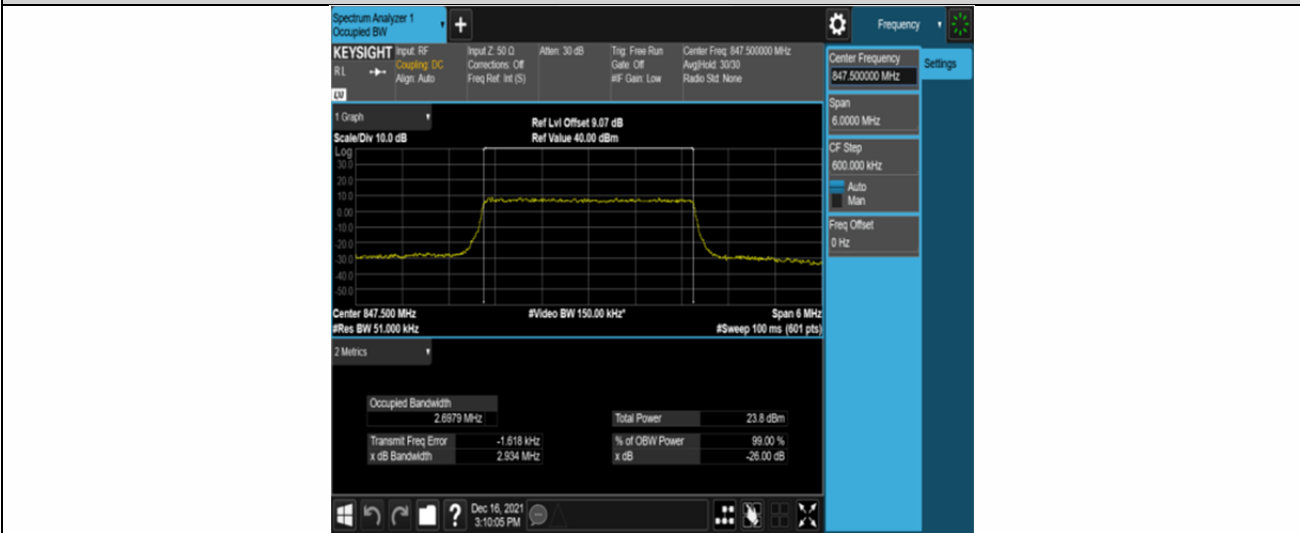 Spectrum Analyzer 1
Occupied BW
+
Frequency
KEYSIGHT
RL
Input: RF
Coupling: DC
Align: Auto
Input Z: 50 Ω
Corrections: Off
Freq Ref: Int (S)
Atten: 30 dB
Trig: Free Run
Gate: Off
#IF Gain: Low
Center Freq: 847.500000 MHz
Avg|Hold: 30/30
Radio Std: None
Center Frequency
847.500000 MHz
Settings
Span
6.0000 MHz
CF Step
600.000 kHz
Auto
Man
Freq Offset
0 Hz
1 Graph
Scale/Div 10.0 dB
Ref Lvl Offset 9.07 dB
Ref Value 40.00 dBm
Log
30.0
20.0
10.0
0.00
-10.0
-20.0
-30.0
-40.0
-50.0
Center 847.500 MHz
#Video BW 150.00 kHz*
Span 6 MHz
#Res BW 51.000 kHz
#Sweep 100 ms (601 pts)
2 Metrics
Occupied Bandwidth
2.6979 MHz
Total Power 23.8 dBm
Transmit Freq Error -1.618 kHz
% of OBW Power 99.00 %
x dB Bandwidth 2.934 MHz
x dB -26.00 dB
?
Dec 16, 2021
3:10:05 PM